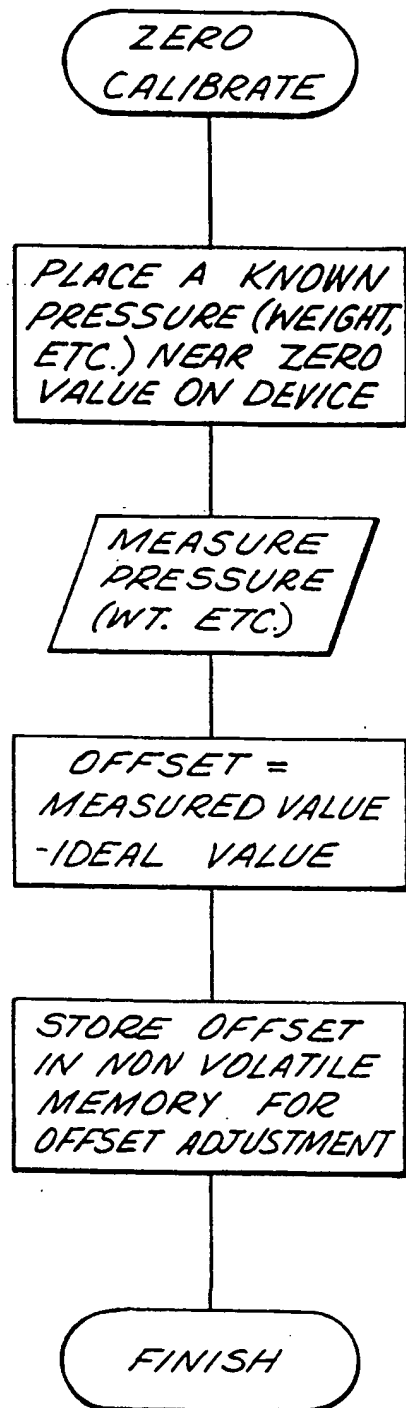 ZERO
CALIBRATE
PLACE A KNOWN
PRESSURE (WEIGHT,
ETC.) NEAR ZERO
VALUE ON DEVICE
MEASURE
PRESSURE
(WT. ETC.)
OFFSET =
MEASURED VALUE
-IDEAL VALUE
STORE OFFSET
IN NON VOLATILE
MEMORY FOR
OFFSET ADJUSTMENT
FINISH